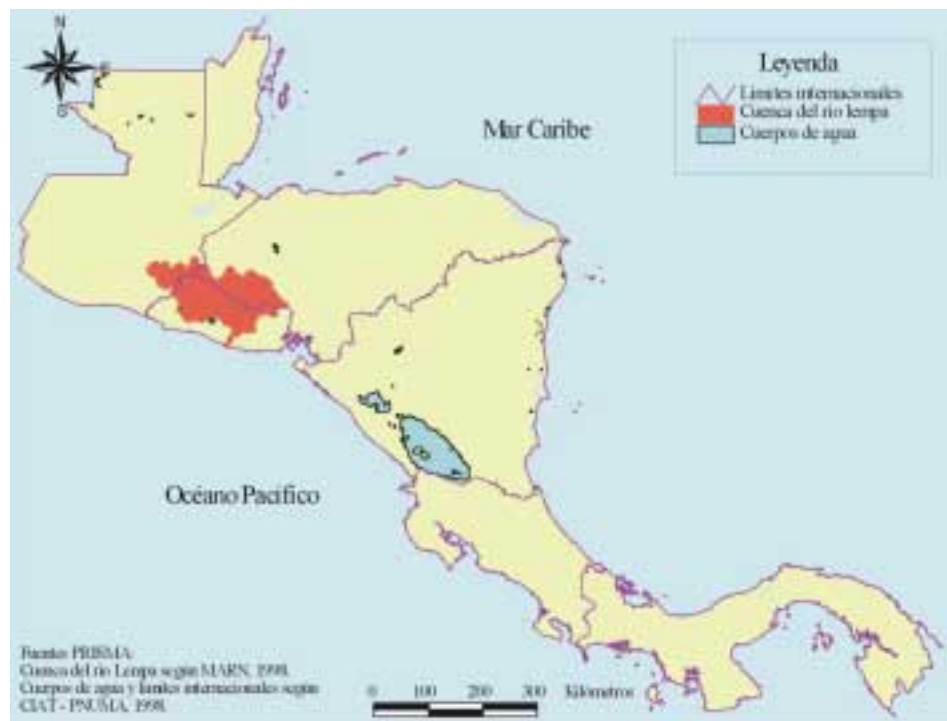 N
E
S
Leyenda
Límites internacionales
Cuenca del río lempa
Cuerpos de agua
Mar Caribe
Océano Pacífico
Fuentes PRISMA:
Cuenca del río Lempa según MARN, 1998.
Cuerpos de agua y límites internacionales según
CIAT - PNUMA, 1998.
0 100 200 300 Kilómetros